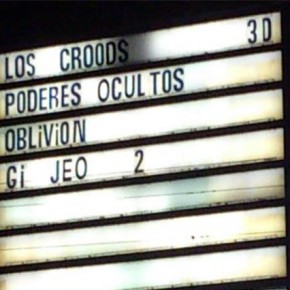 LOS CROODS 3D
PODERES OCULTOS
OBLiViON
Gi JEO 2